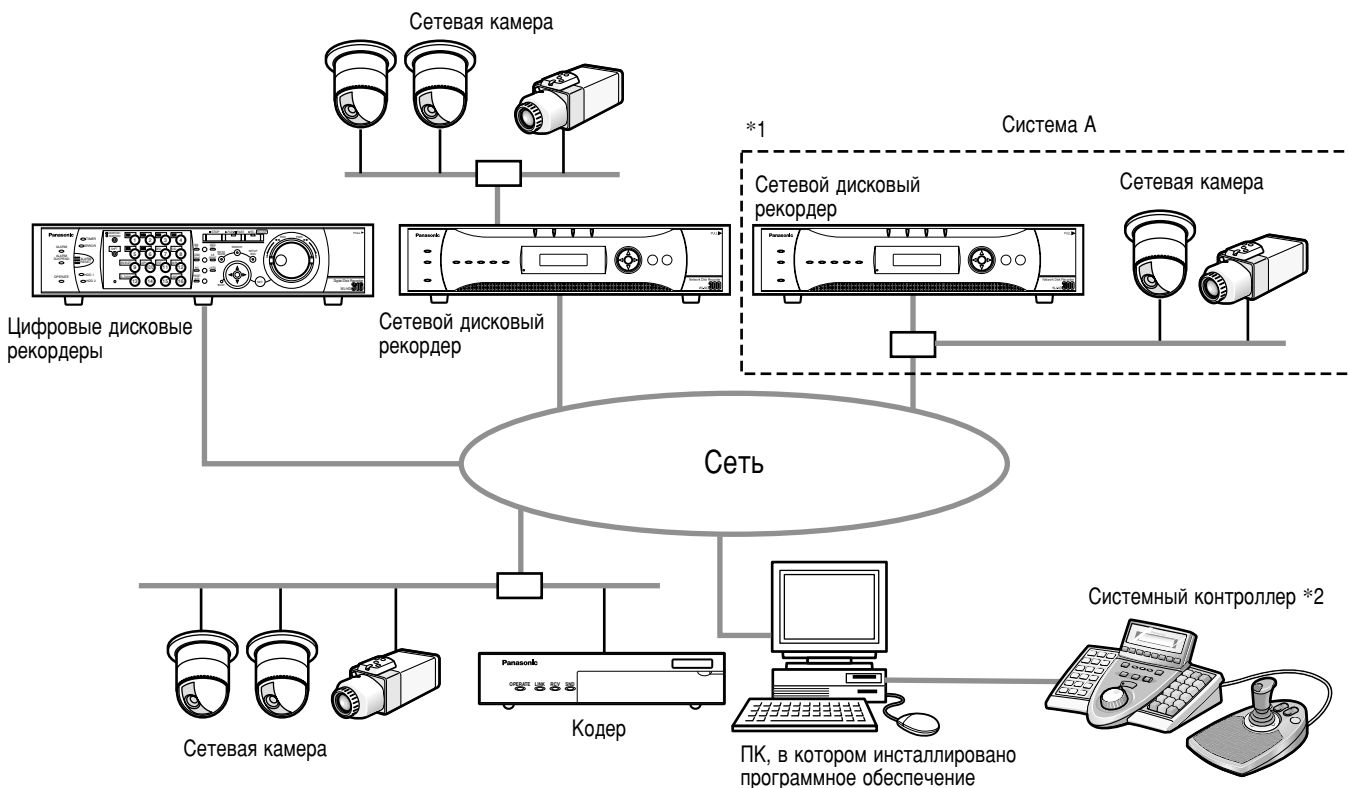 Сетевая камера
*1
Система А
Сетевой дисковый
рекордер
Сетевая камера
Panasonic
Panasonic
Panasonic
Цифровые дисковые
рекордеры
Сетевой дисковый
рекордер
Сеть
Системный контроллер *2
Panasonic
OPERATE LINK RCV SND
Кодер
Сетевая камера
ПК, в котором инсталлировано
программное обеспечение